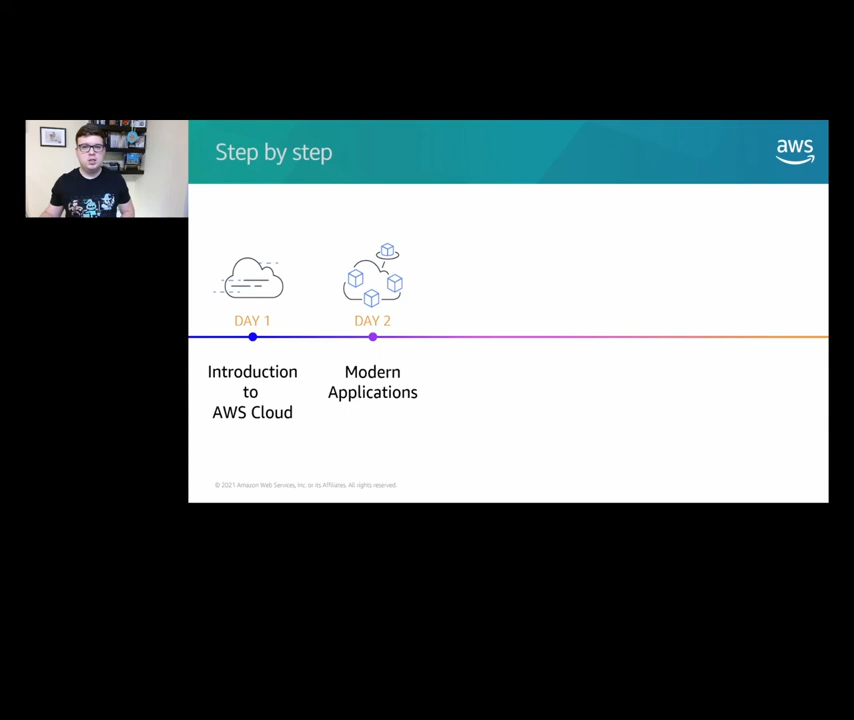 Step by step
aws
DAY 1
DAY 2
Introduction
to
AWS Cloud
Modern
Applications
© 2021 Amazon Web Services, Inc. or its Affiliates. All rights reserved.